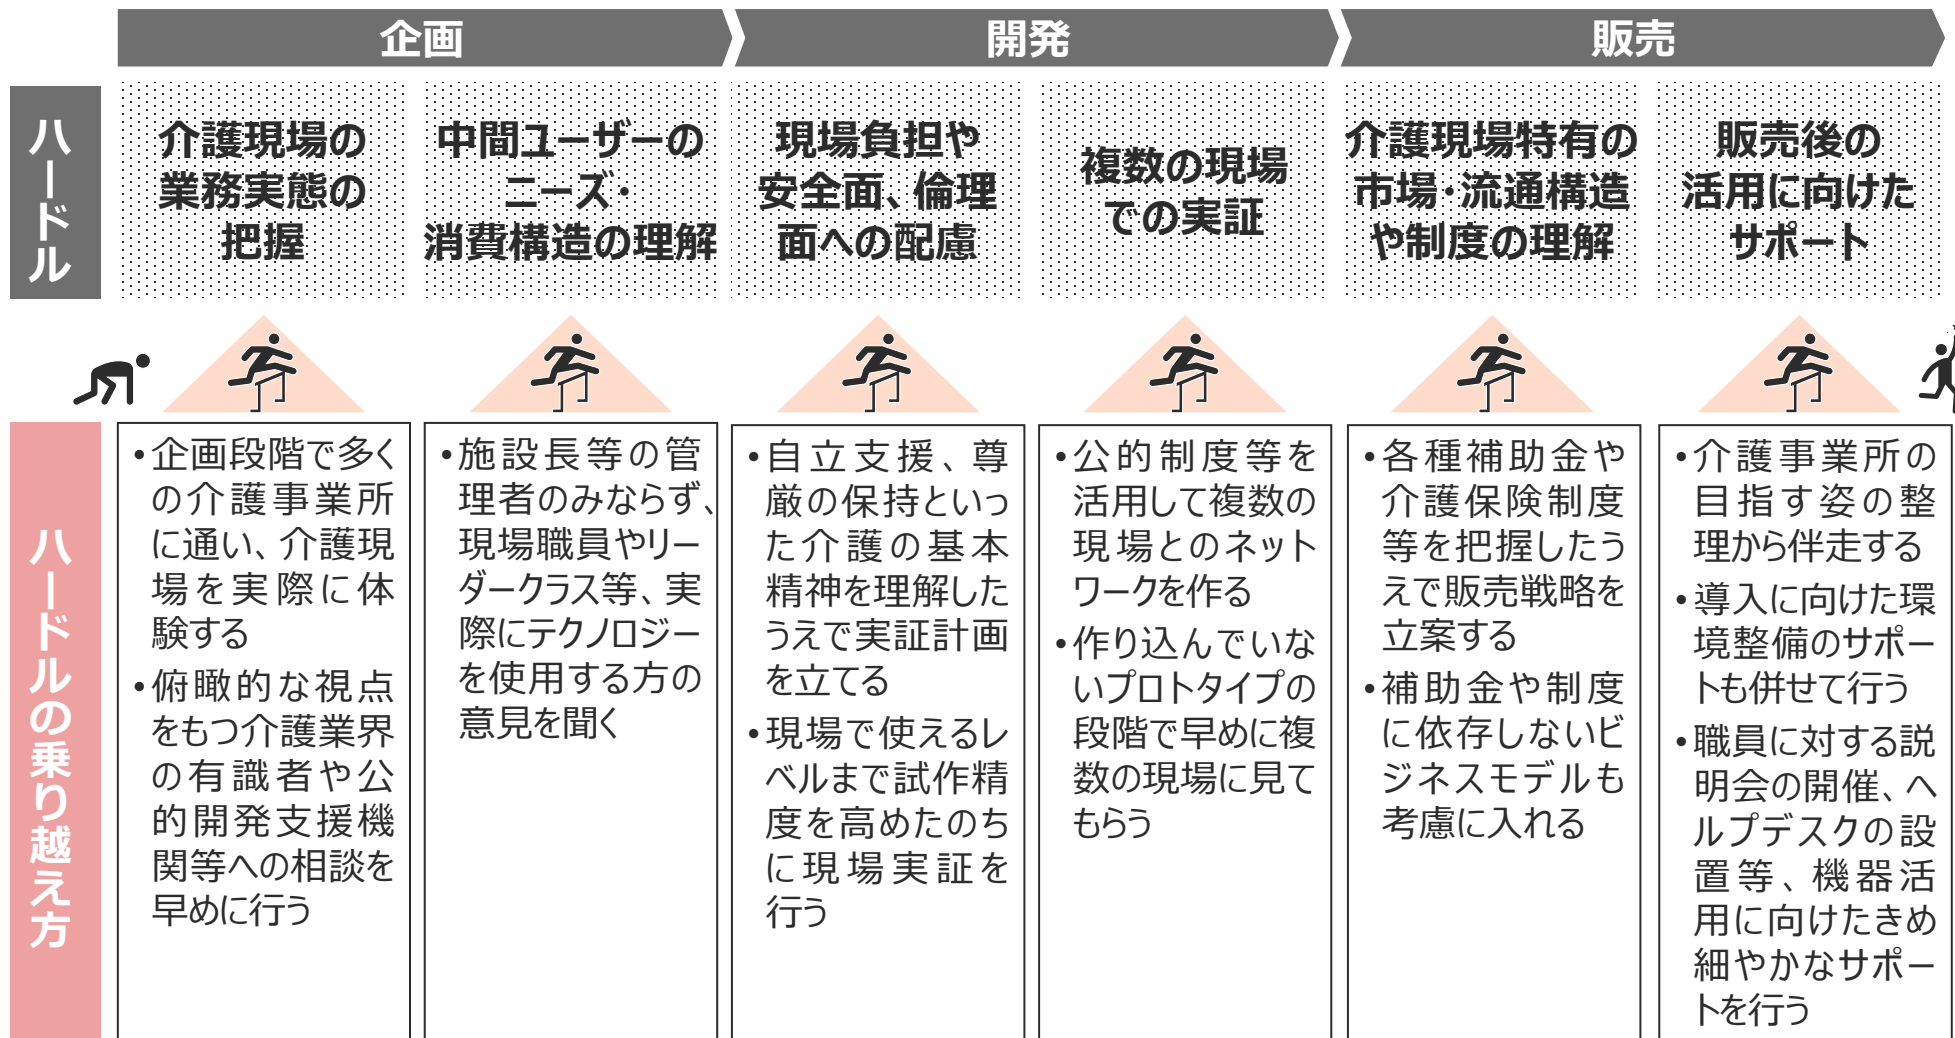 企画
開発
販売
ハードル
介護現場の
業務実態の
把握
中間ユーザーの
ニーズ・
消費構造の理解
現場負担や
安全面、倫理
面への配慮
複数の現場
での実証
介護現場特有の
市場・流通構造
や制度の理解
販売後の
活用に向けた
サポート
ハードルの乗り越え方
•企画段階で多く
の介護事業所
に通い、介護現
場を実際に体
験する
•俯瞰的な視点
をもつ介護業界
の有識者や公
的開発支援機
関等への相談を
早めに行う
•施設長等の管
理者のみならず、
現場職員やリー
ダークラス等、実
際にテクノロジー
を使用する方の
意見を聞く
•自立支援、尊
厳の保持といっ
た介護の基本
精神を理解した
うえで実証計画
を立てる
•現場で使えるレ
ベルまで試作精
度を高めたのち
に現場実証を
行う
•公的制度等を
活用して複数の
現場とのネット
ワークを作る
•作り込んでいな
いプロトタイプの
段階で早めに複
数の現場に見て
もらう
•各種補助金や
介護保険制度
等を把握したう
えで販売戦略を
立案する
•補助金や制度
に依存しないビ
ジネスモデルも
考慮に入れる
•介護事業所の
目指す姿の整
理から伴走する
•導入に向けた環
境整備のサポー
トも併せて行う
•職員に対する説
明会の開催、ヘ
ルプデスクの設
置等、機器活
用に向けたきめ
細やかなサポー
トを行う